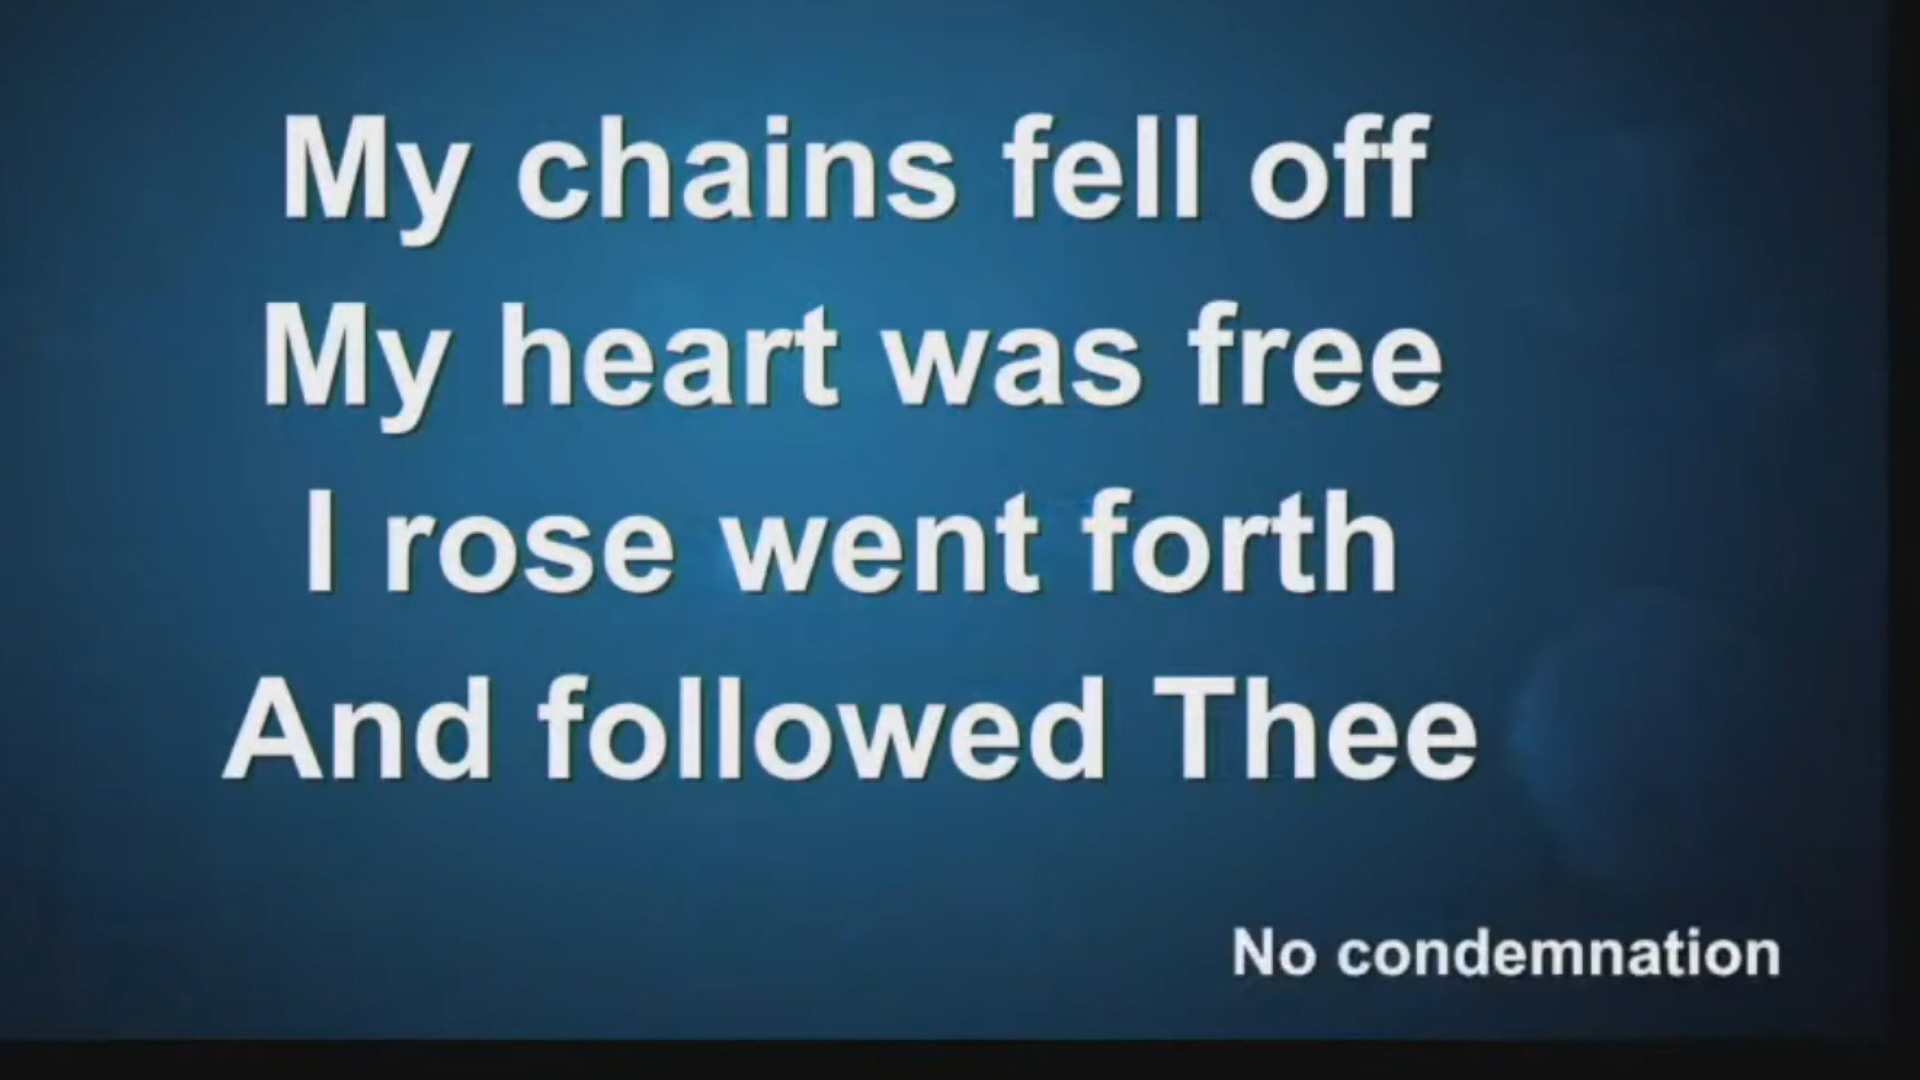 My chains fell off
My heart was free
I rose went forth
And followed Thee
No condemnation